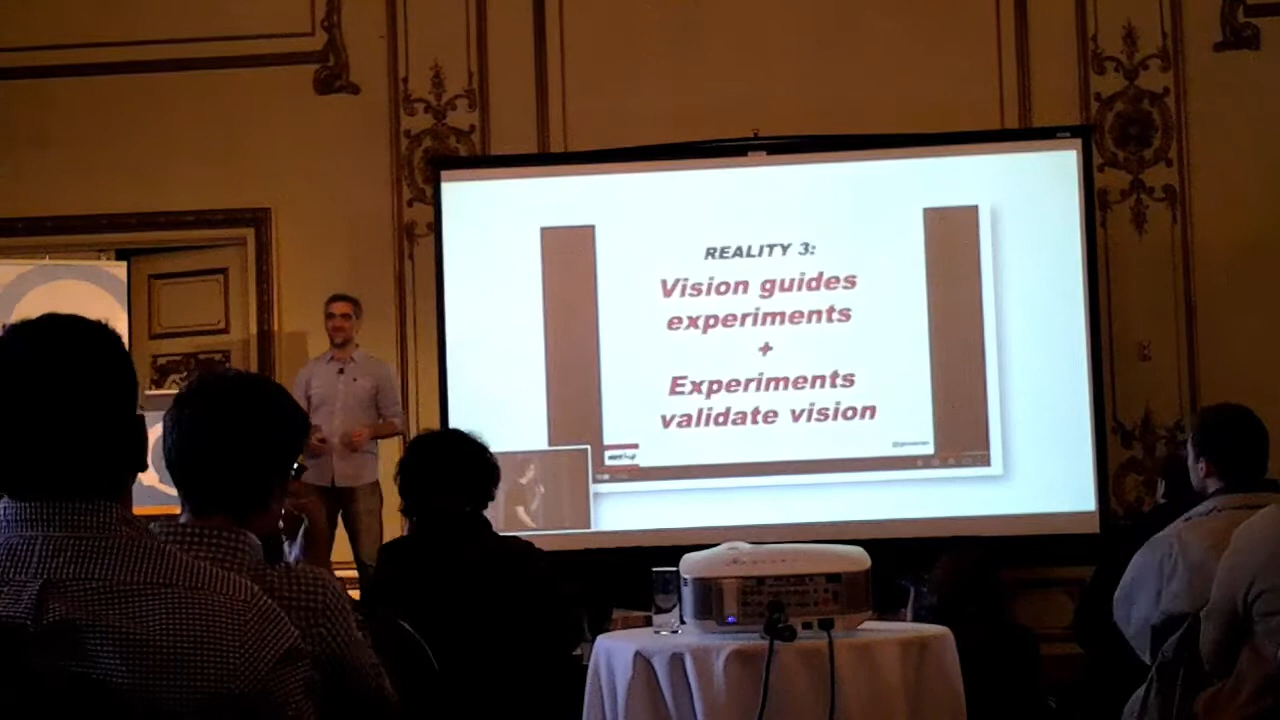 REALITY 3:
Vision guides
experiments
+
Experiments
validate vision